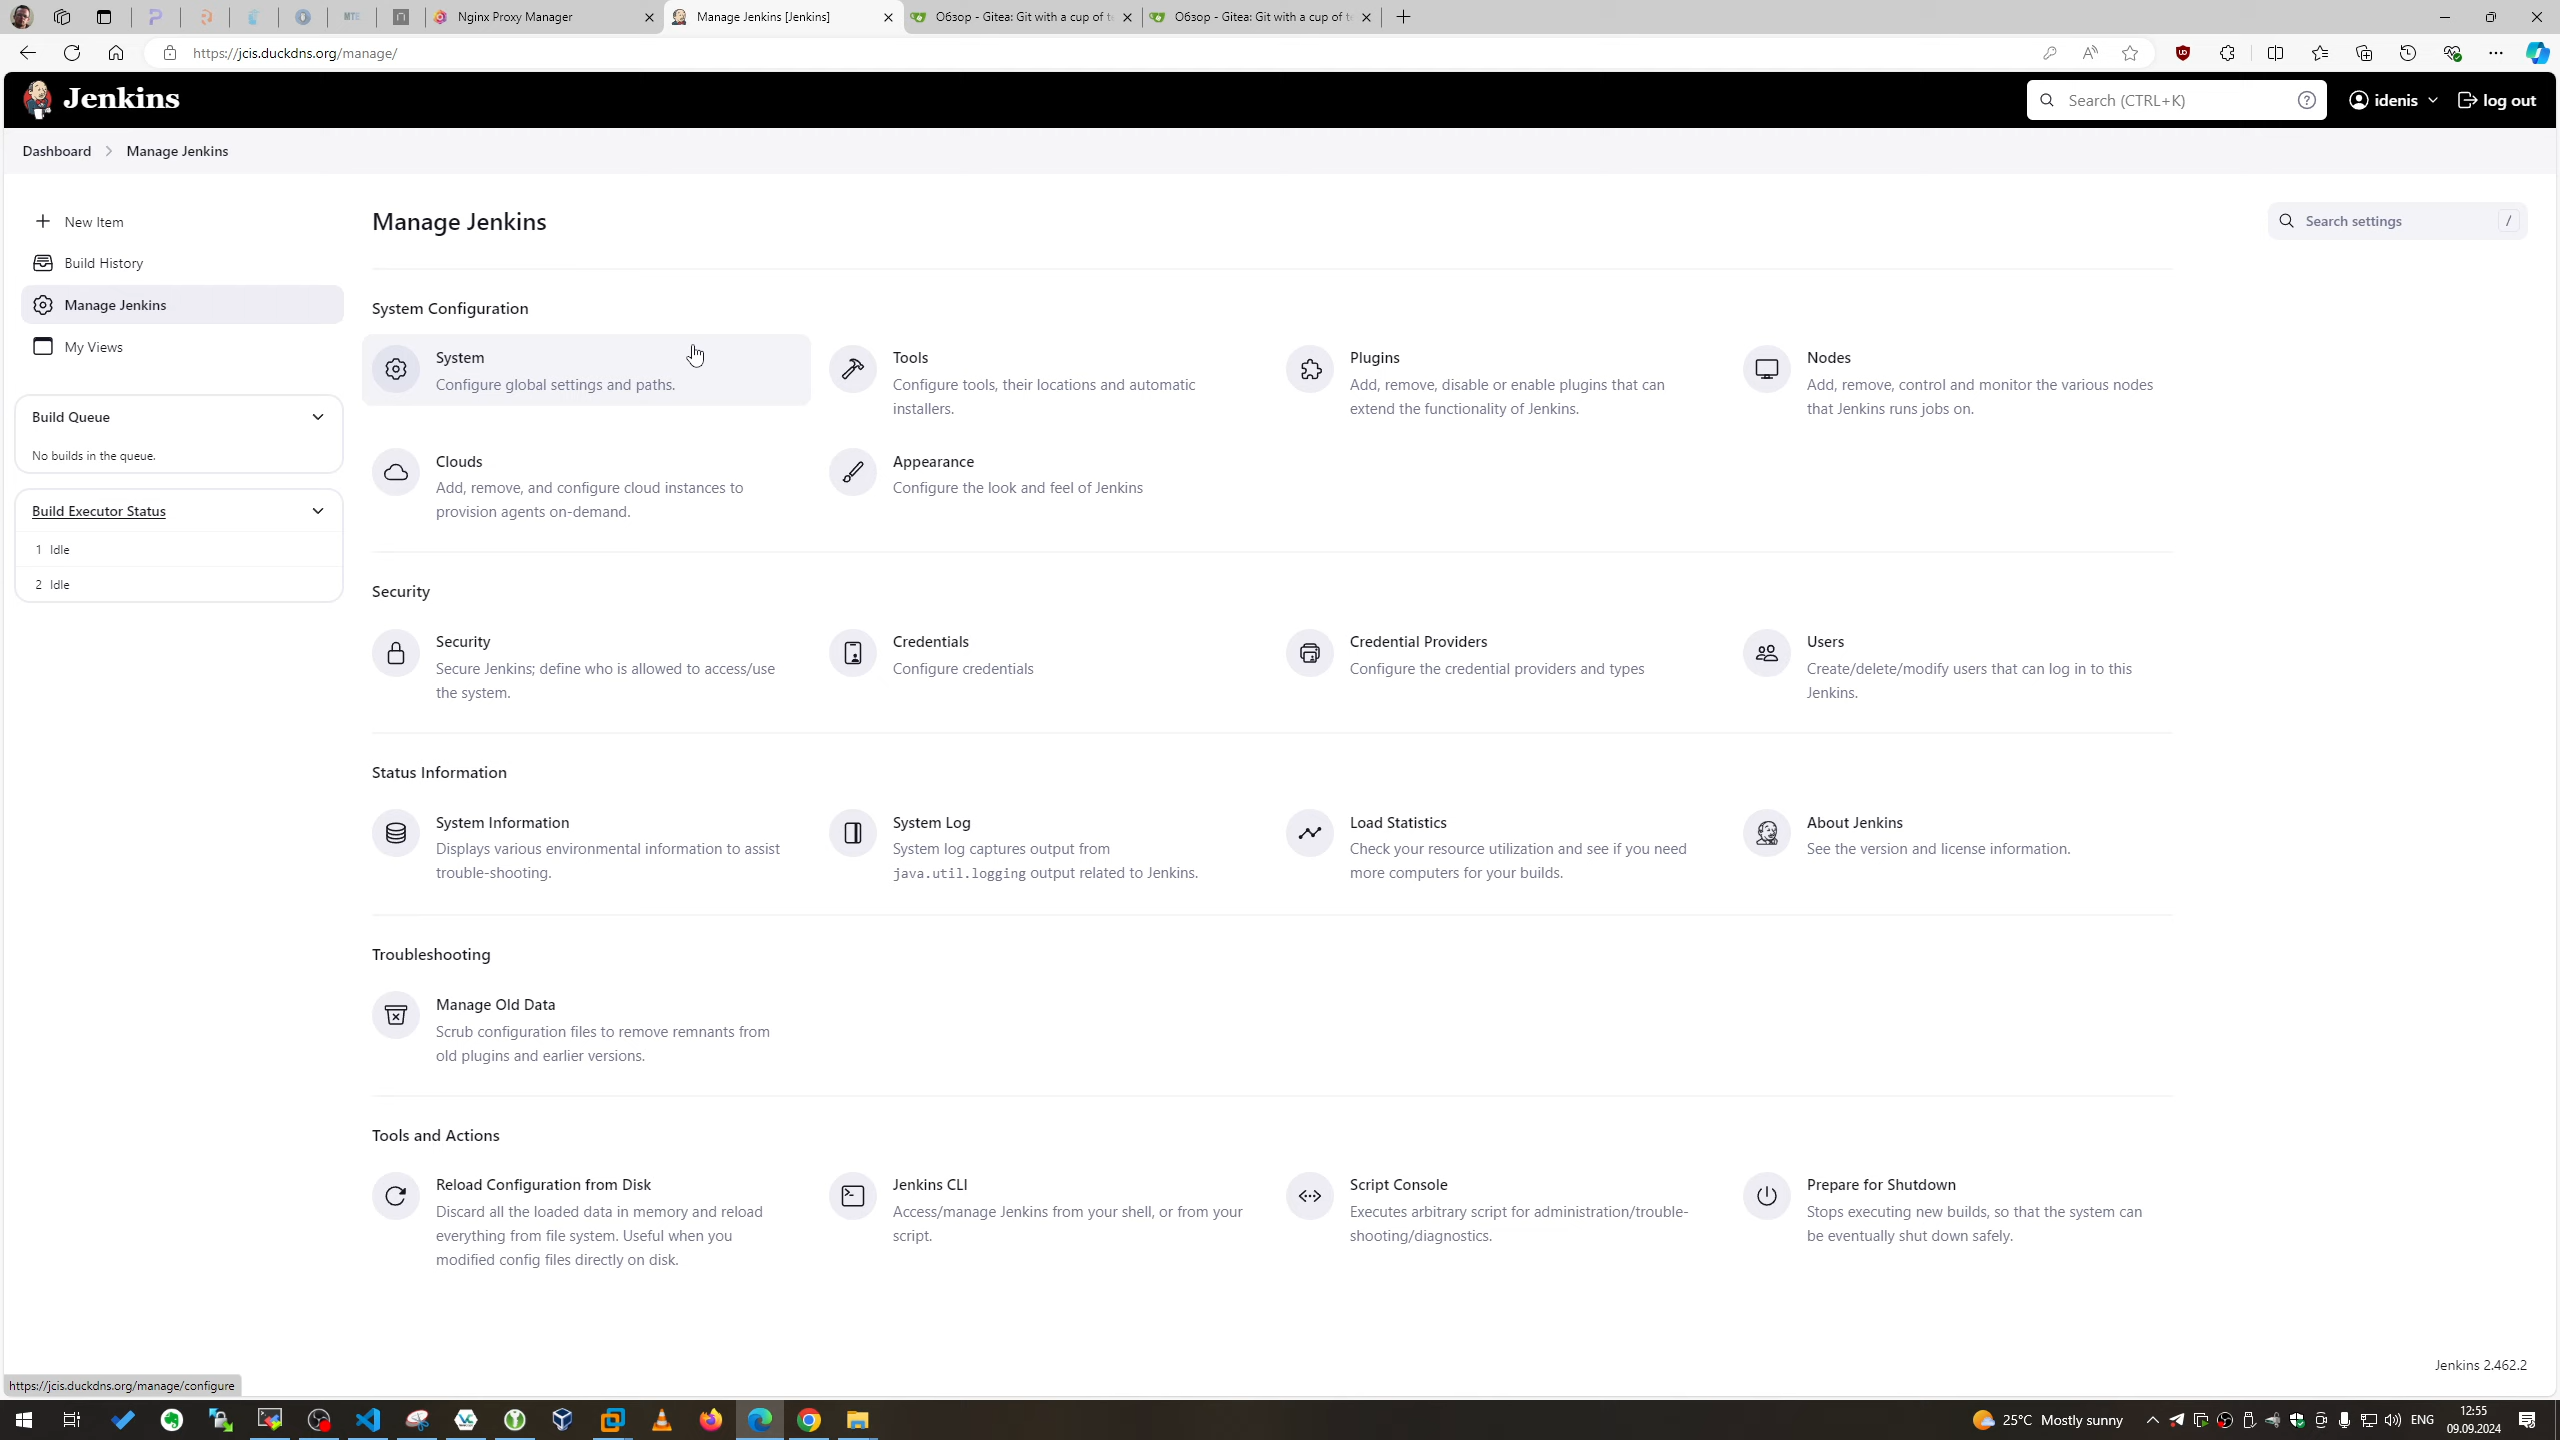 Nginx Proxy Manager
Manage Jenkins [Jenkins]
Обзор - Gitea: Git with a cup of te
Обзор - Gitea: Git with a cup of te
https://jcis.duckdns.org/manage/
Jenkins
Search (CTRL+K)
idenis
log out
Dashboard
Manage Jenkins
New Item
Build History
Manage Jenkins
My Views
Build Queue
No builds in the queue.
Build Executor Status
1 Idle
2 Idle
Manage Jenkins
Search settings
/
System Configuration
System
Configure global settings and paths.
Tools
Configure tools, their locations and automatic
installers.
Plugins
Add, remove, disable or enable plugins that can
extend the functionality of Jenkins.
Nodes
Add, remove, control and monitor the various nodes
that Jenkins runs jobs on.
Clouds
Add, remove, and configure cloud instances to
provision agents on-demand.
Appearance
Configure the look and feel of Jenkins
Security
Security
Secure Jenkins; define who is allowed to access/use
the system.
Credentials
Configure credentials
Credential Providers
Configure the credential providers and types
Users
Create/delete/modify users that can log in to this
Jenkins.
Status Information
System Information
Displays various environmental information to assist
trouble-shooting.
System Log
System log captures output from
java.util.logging output related to Jenkins.
Load Statistics
Check your resource utilization and see if you need
more computers for your builds.
About Jenkins
See the version and license information.
Troubleshooting
Manage Old Data
Scrub configuration files to remove remnants from
old plugins and earlier versions.
Tools and Actions
Reload Configuration from Disk
Discard all the loaded data in memory and reload
everything from file system. Useful when you
modified config files directly on disk.
Jenkins CLI
Access/manage Jenkins from your shell, or from your
script.
Script Console
Executes arbitrary script for administration/trouble-
shooting/diagnostics.
Prepare for Shutdown
Stops executing new builds, so that the system can
be eventually shut down safely.
Jenkins 2.462.2
https://jcis.duckdns.org/manage/configure
25°C Mostly sunny
ENG
12:55
09.09.2024